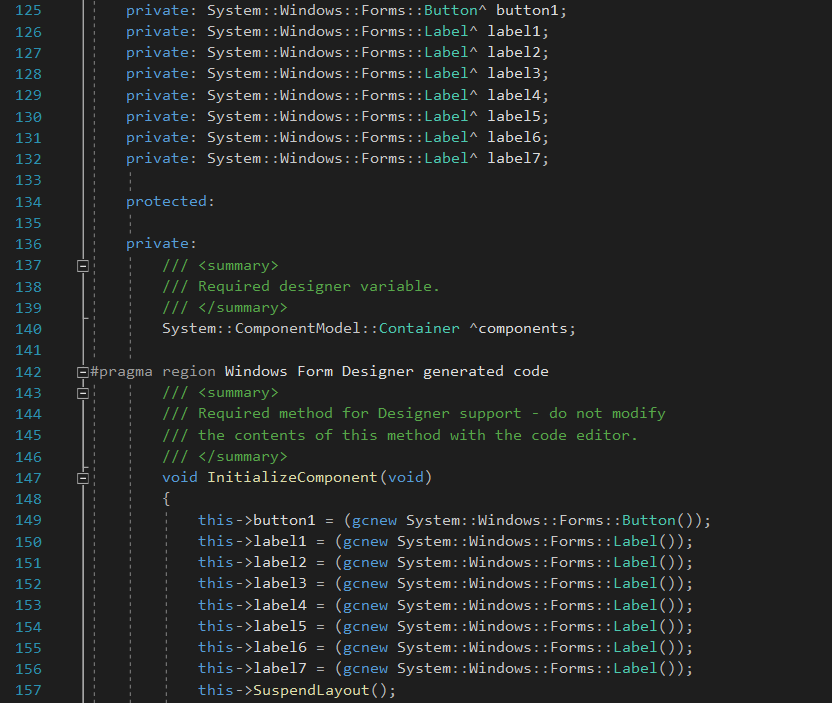 125 private: System::Windows::Forms::Button^ button1;
126 private: System::Windows::Forms::Label^ label1;
127 private: System::Windows::Forms::Label^ label2;
128 private: System::Windows::Forms::Label^ label3;
129 private: System::Windows::Forms::Label^ label4;
130 private: System::Windows::Forms::Label^ label5;
131 private: System::Windows::Forms::Label^ label6;
132 private: System::Windows::Forms::Label^ label7;
133
134 protected:
135
136 private:
137 /// <summary>
138 /// Required designer variable.
139 /// </summary>
140 System::ComponentModel::Container ^components;
141
142 #pragma region Windows Form Designer generated code
143 /// <summary>
144 /// Required method for Designer support - do not modify
145 /// the contents of this method with the code editor.
146 /// </summary>
147 void InitializeComponent(void)
148 {
149 this->button1 = (gcnew System::Windows::Forms::Button());
150 this->label1 = (gcnew System::Windows::Forms::Label());
151 this->label2 = (gcnew System::Windows::Forms::Label());
152 this->label3 = (gcnew System::Windows::Forms::Label());
153 this->label4 = (gcnew System::Windows::Forms::Label());
154 this->label5 = (gcnew System::Windows::Forms::Label());
155 this->label6 = (gcnew System::Windows::Forms::Label());
156 this->label7 = (gcnew System::Windows::Forms::Label());
157 this->SuspendLayout();